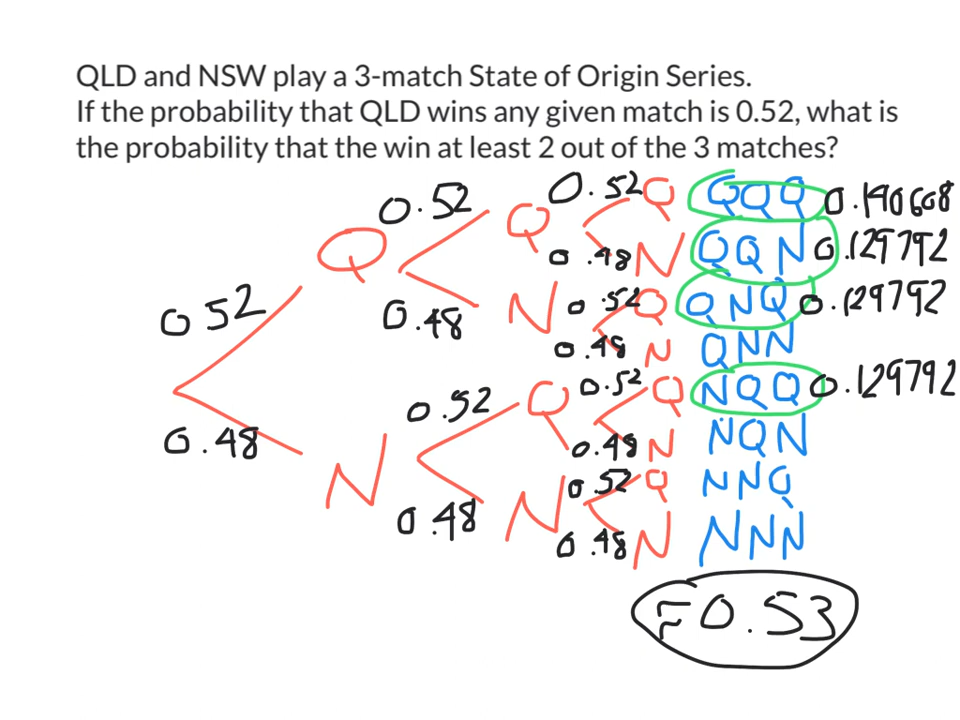 QLD and NSW play a 3-match State of Origin Series.
If the probability that QLD wins any given match is 0.52, what is
the probability that the win at least 2 out of the 3 matches?
0.52 0.52 Q QQQ 0.140608
Q Q 0.48 N QQN 0.129792
0.52 0.48 N 0.52 Q QNQ 0.129792
0.48 N QNN
0.52 Q 0.52 Q NQQ 0.129792
0.48 0.48 N NQN
N 0.52 Q NNQ
0.48 N 0.48 N NNN
≈0.53